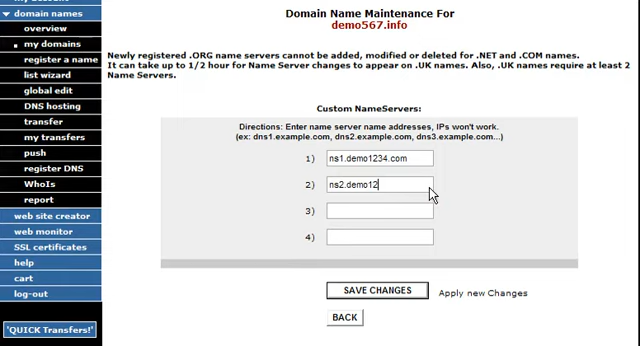 domain names
overview
my domains
register a name
list wizard
global edit
DNS hosting
transfer
my transfers
push
register DNS
WhoIs
report
web site creator
web monitor
SSL certificates
help
cart
log-out
'QUICK Transfers!'
Domain Name Maintenance For
demo567.info
Newly registered .ORG name servers cannot be added, modified or deleted for .NET and .COM names.
It can take up to 1/2 hour for Name Server changes to appear on .UK names. Also, .UK names require at least 2
Name Servers.
Custom NameServers:
Directions: Enter name server name addresses, IPs won't work.
(ex: dns1.example.com, dns2.example.com, dns3.example.com...)
1) ns1.demo1234.com
2) ns2.demo12
3)
4)
SAVE CHANGES Apply new Changes
BACK